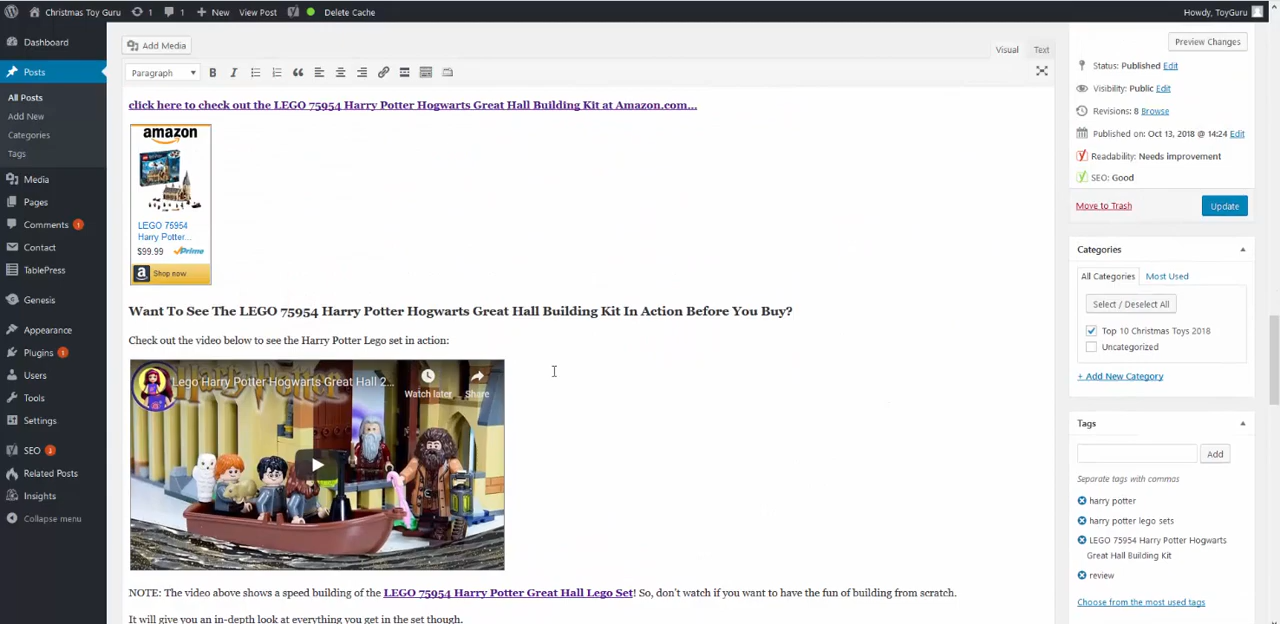 Christmas Toy Guru 1 1 New View Post Delete Cache Howdy, ToyGuru
Dashboard
Posts
All Posts
Add New
Categories
Tags
Media
Pages
Comments 1
Contact
TablePress
Genesis
Appearance
Plugins 1
Users
Tools
Settings
SEO 3
Related Posts
Insights
Collapse menu
Add Media
Visual Text
Paragraph B I
click here to check out the LEGO 75954 Harry Potter Hogwarts Great Hall Building Kit at Amazon.com...
amazon
LEGO 75954
Harry Potter...
$99.99 Prime
a Shop now
Want To See The LEGO 75954 Harry Potter Hogwarts Great Hall Building Kit In Action Before You Buy?
Check out the video below to see the Harry Potter Lego set in action:
Lego Harry Potter Hogwarts Great Hall 2...
Watch later Share
NOTE: The video above shows a speed building of the LEGO 75954 Harry Potter Great Hall Lego Set! So, don't watch if you want to have the fun of building from scratch.
It will give you an in-depth look at everything you get in the set though.
Preview Changes
Status: Published Edit
Visibility: Public Edit
Revisions: 8 Browse
Published on: Oct 13, 2018 @ 14:24 Edit
Readability: Needs improvement
SEO: Good
Move to Trash Update
Categories
All Categories Most Used
Select / Deselect All
Top 10 Christmas Toys 2018
Uncategorized
+ Add New Category
Tags
Add
Separate tags with commas
harry potter
harry potter lego sets
LEGO 75954 Harry Potter Hogwarts
Great Hall Building Kit
review
Choose from the most used tags